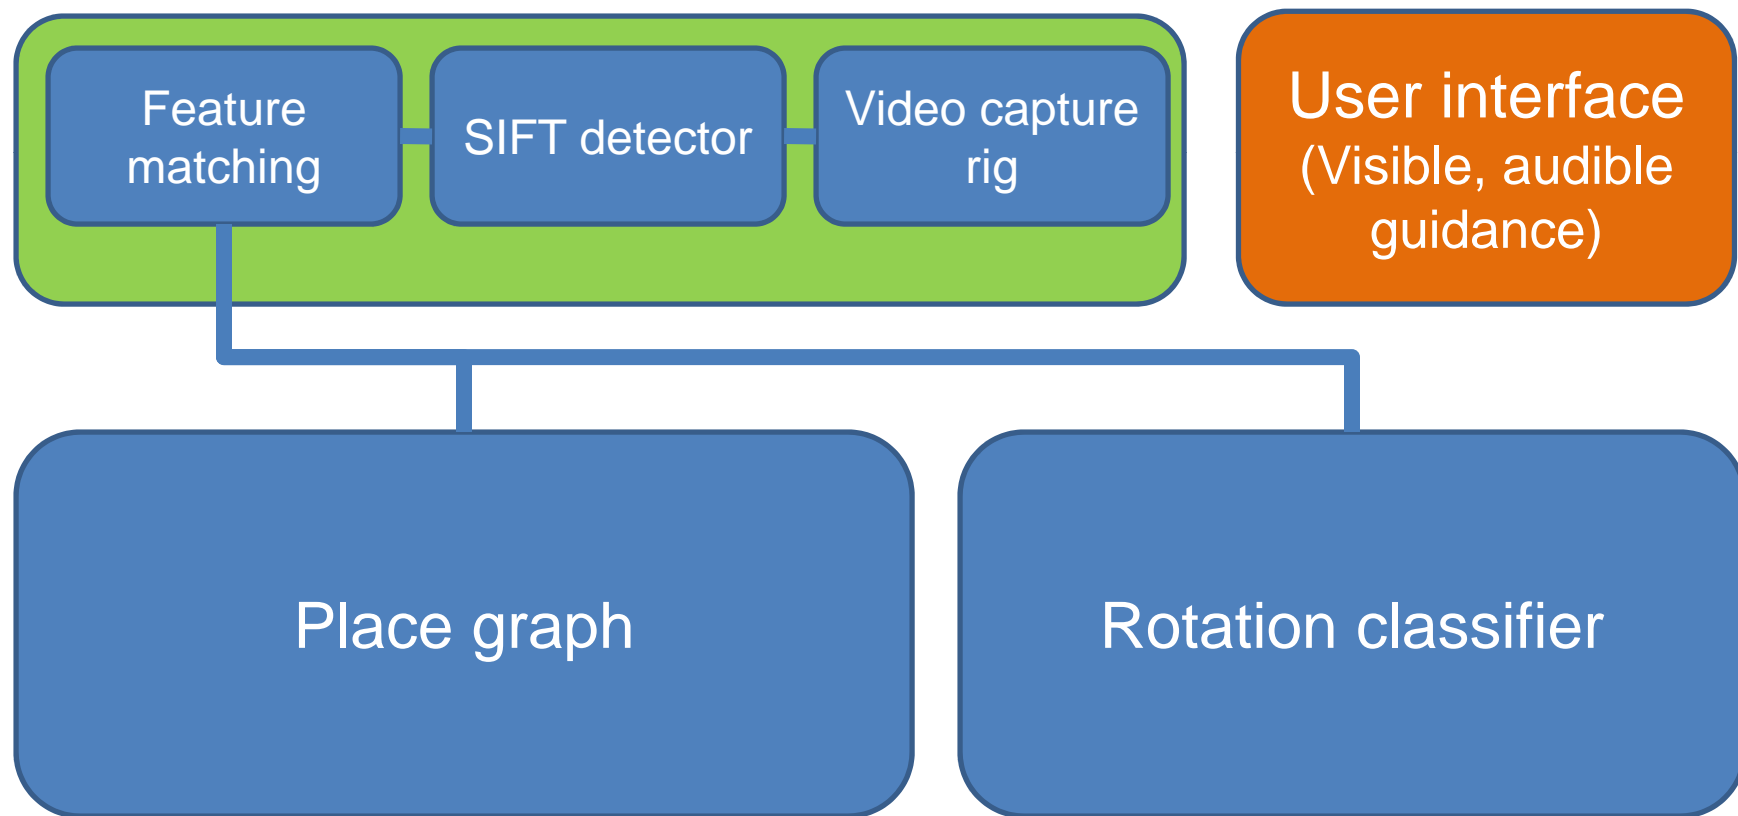 Feature
matching
SIFT detector
Video capture
rig
User interface
(Visible, audible
guidance)
Place graph
Rotation classifier